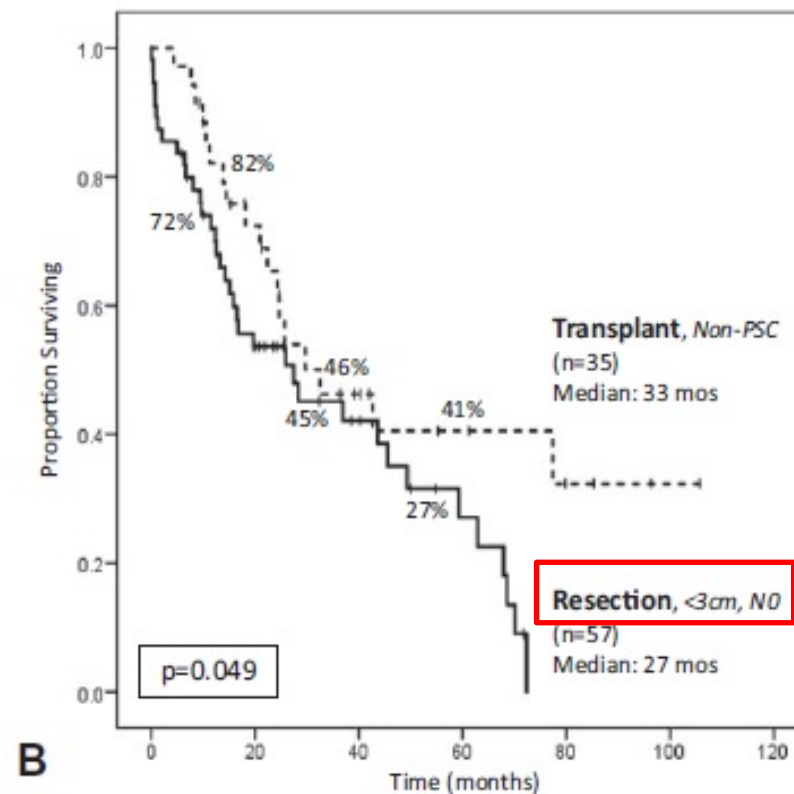 Proportion Surviving
1.0
0.8
0.6
0.4
0.2
0.0
82%
72%
46%
45%
41%
27%
Transplant, Non-PSC
(n=35)
Median: 33 mos
Resection, <3cm, N0
(n=57)
Median: 27 mos
p=0.049
0 20 40 60 80 100 120
Time (months)
B